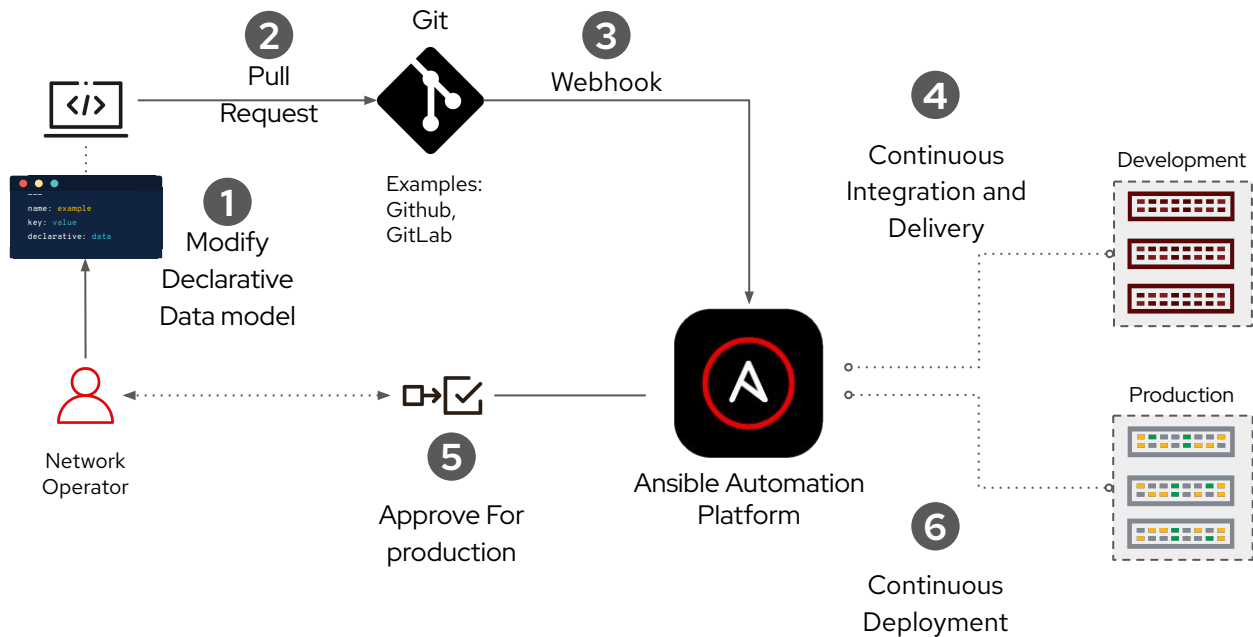 2
Pull
Request
Git
3
Webhook
4
Continuous
Integration and
Delivery
Development
---
name: example
key: value
declarative: data
1
Modify
Declarative
Data model
Examples:
Github,
GitLab
Network
Operator
5
Approve For
production
Ansible Automation
Platform
Production
6
Continuous
Deployment